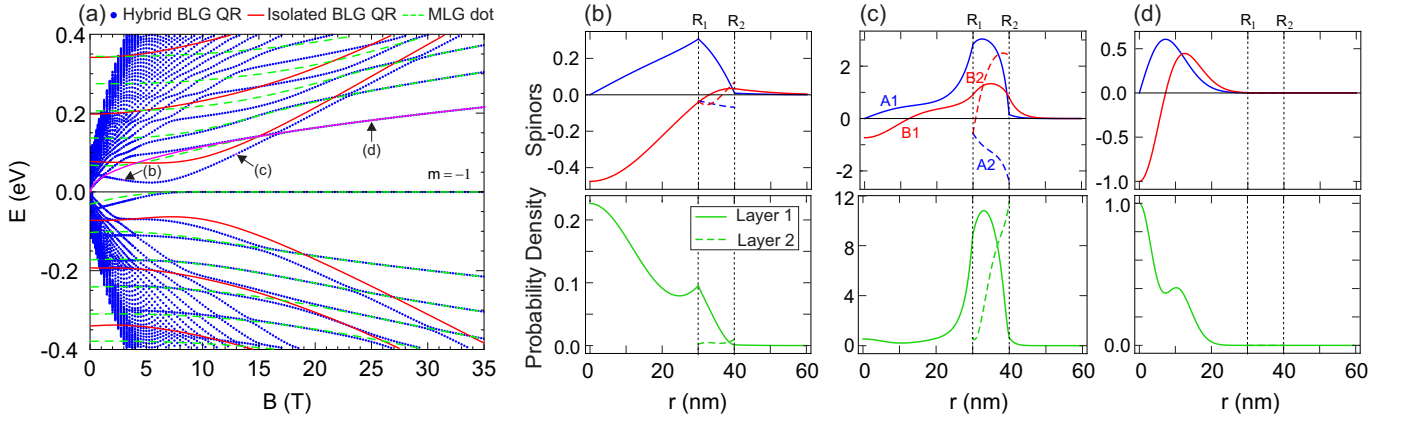 (a) Hybrid BLG QR Isolated BLG QR MLG dot
E (eV)
0.4
0.2
0.0
-0.2
-0.4
(b)
(c)
(d)
m = −1
0 5 10 15 20 25 30 35
B (T)
(b) R1 R2
Spinors
0.2
0.0
-0.2
-0.4
Probability Density
0.2
0.1
0.0
Layer 1
Layer 2
0 20 40 60
r (nm)
(c) R1 R2
2
0
-2
A1
B1
B2
A2
12
8
4
0
0 20 40 60
r (nm)
(d) R1 R2
1.0
0.5
0.0
-0.5
-1.0
1.0
0.5
0.0
0 20 40 60
r (nm)